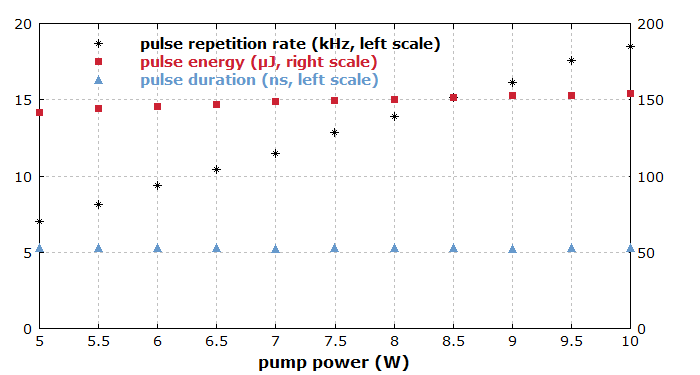 20
15
10
5
0
200
150
100
50
0
pulse repetition rate (kHz, left scale)
pulse energy (µJ, right scale)
pulse duration (ns, left scale)
5 5.5 6 6.5 7 7.5 8 8.5 9 9.5 10
pump power (W)